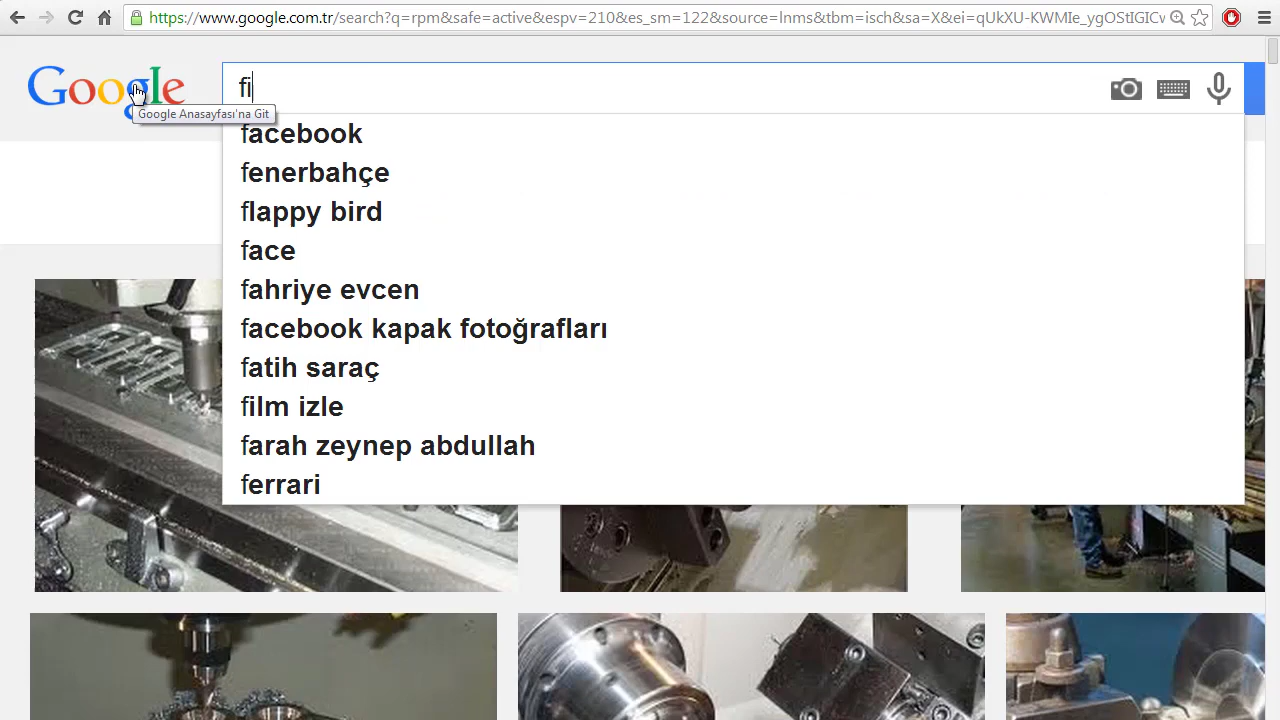 https://www.google.com.tr/search?q=rpm&safe=active&espv=210&es_sm=122&source=lnms&tbm=isch&sa=X&ei=qUkXU-KWMIe_ygOStIGICw
Google
fi
Google Anasayfası'na Git
facebook
fenerbahçe
flappy bird
face
fahriye evcen
facebook kapak fotoğrafları
fatih saraç
film izle
farah zeynep abdullah
ferrari